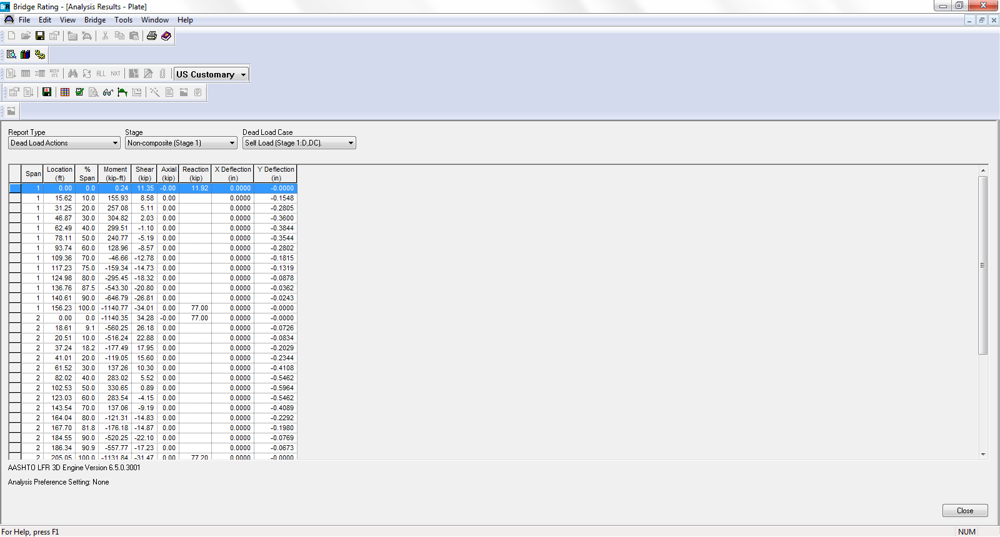 Bridge Rating - [Analysis Results - Plate]
File Edit View Bridge Tools Window Help
RESU LTS ALL NXT US Customary
Report Type Stage Dead Load Case
Dead Load Actions Non-composite (Stage 1) Self Load (Stage 1:D,DC).
Span Location (ft) % Span Moment (kip-ft) Shear (kip) Axial (kip) Reaction (kip) X Deflection (in) Y Deflection (in)
1 0.00 0.0 0.24 11.35 -0.00 11.92 0.0000 -0.0000
1 15.62 10.0 155.93 8.58 0.00 0.0000 -0.1548
1 31.25 20.0 257.08 5.11 0.00 0.0000 -0.2805
1 46.87 30.0 304.82 2.03 0.00 0.0000 -0.3600
1 62.49 40.0 299.51 -1.10 0.00 0.0000 -0.3844
1 78.11 50.0 240.77 -5.19 0.00 0.0000 -0.3544
1 93.74 60.0 128.96 -8.57 0.00 0.0000 -0.2802
1 109.36 70.0 -46.66 -12.78 0.00 0.0000 -0.1815
1 117.23 75.0 -159.34 -14.73 0.00 0.0000 -0.1319
1 124.98 80.0 -295.45 -18.32 0.00 0.0000 -0.0878
1 136.76 87.5 -543.30 -20.80 0.00 0.0000 -0.0362
1 140.61 90.0 -646.79 -26.81 0.00 0.0000 -0.0243
1 156.23 100.0 -1140.77 -34.01 0.00 77.00 0.0000 -0.0000
2 0.00 0.0 -1140.35 34.28 -0.00 77.00 0.0000 -0.0000
2 18.61 9.1 -560.25 26.18 0.00 0.0000 -0.0726
2 20.51 10.0 -516.24 22.88 0.00 0.0000 -0.0834
2 37.24 18.2 -177.49 17.95 0.00 0.0000 -0.2029
2 41.01 20.0 -119.05 15.60 0.00 0.0000 -0.2344
2 61.52 30.0 137.26 10.30 0.00 0.0000 -0.4108
2 82.02 40.0 283.02 5.52 0.00 0.0000 -0.5462
2 102.53 50.0 330.65 0.89 0.00 0.0000 -0.5964
2 123.03 60.0 283.54 -4.15 0.00 0.0000 -0.5462
2 143.54 70.0 137.06 -9.19 0.00 0.0000 -0.4089
2 164.04 80.0 -121.31 -14.83 0.00 0.0000 -0.2292
2 167.70 81.8 -176.18 -14.87 0.00 0.0000 -0.1980
2 184.55 90.0 -520.25 -22.10 0.00 0.0000 -0.0769
2 186.34 90.9 -557.77 -17.23 0.00 0.0000 -0.0673
2 205.05 100.0 -1131.84 -31.47 0.00 77.20 0.0000 -0.0000
AASHTO LFR 3D Engine Version 6.5.0.3001
Analysis Preference Setting: None
Close
For Help, press F1 NUM